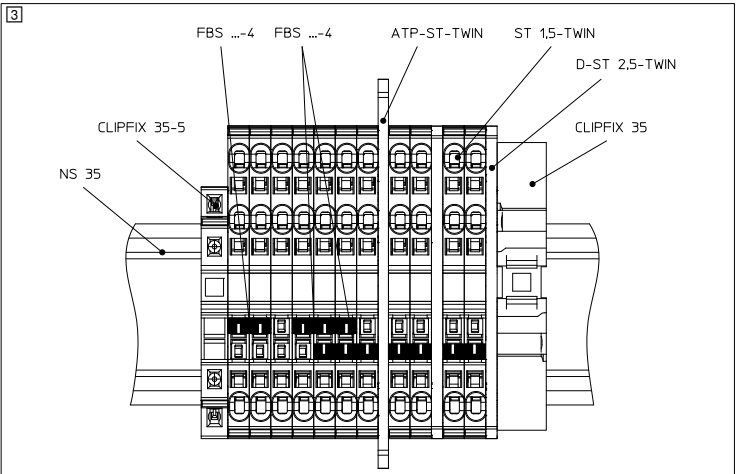 3
FBS ...-4 FBS ...-4 ATP-ST-TWIN ST 1,5-TWIN
D-ST 2,5-TWIN
CLIPFIX 35-5 CLIPFIX 35
NS 35